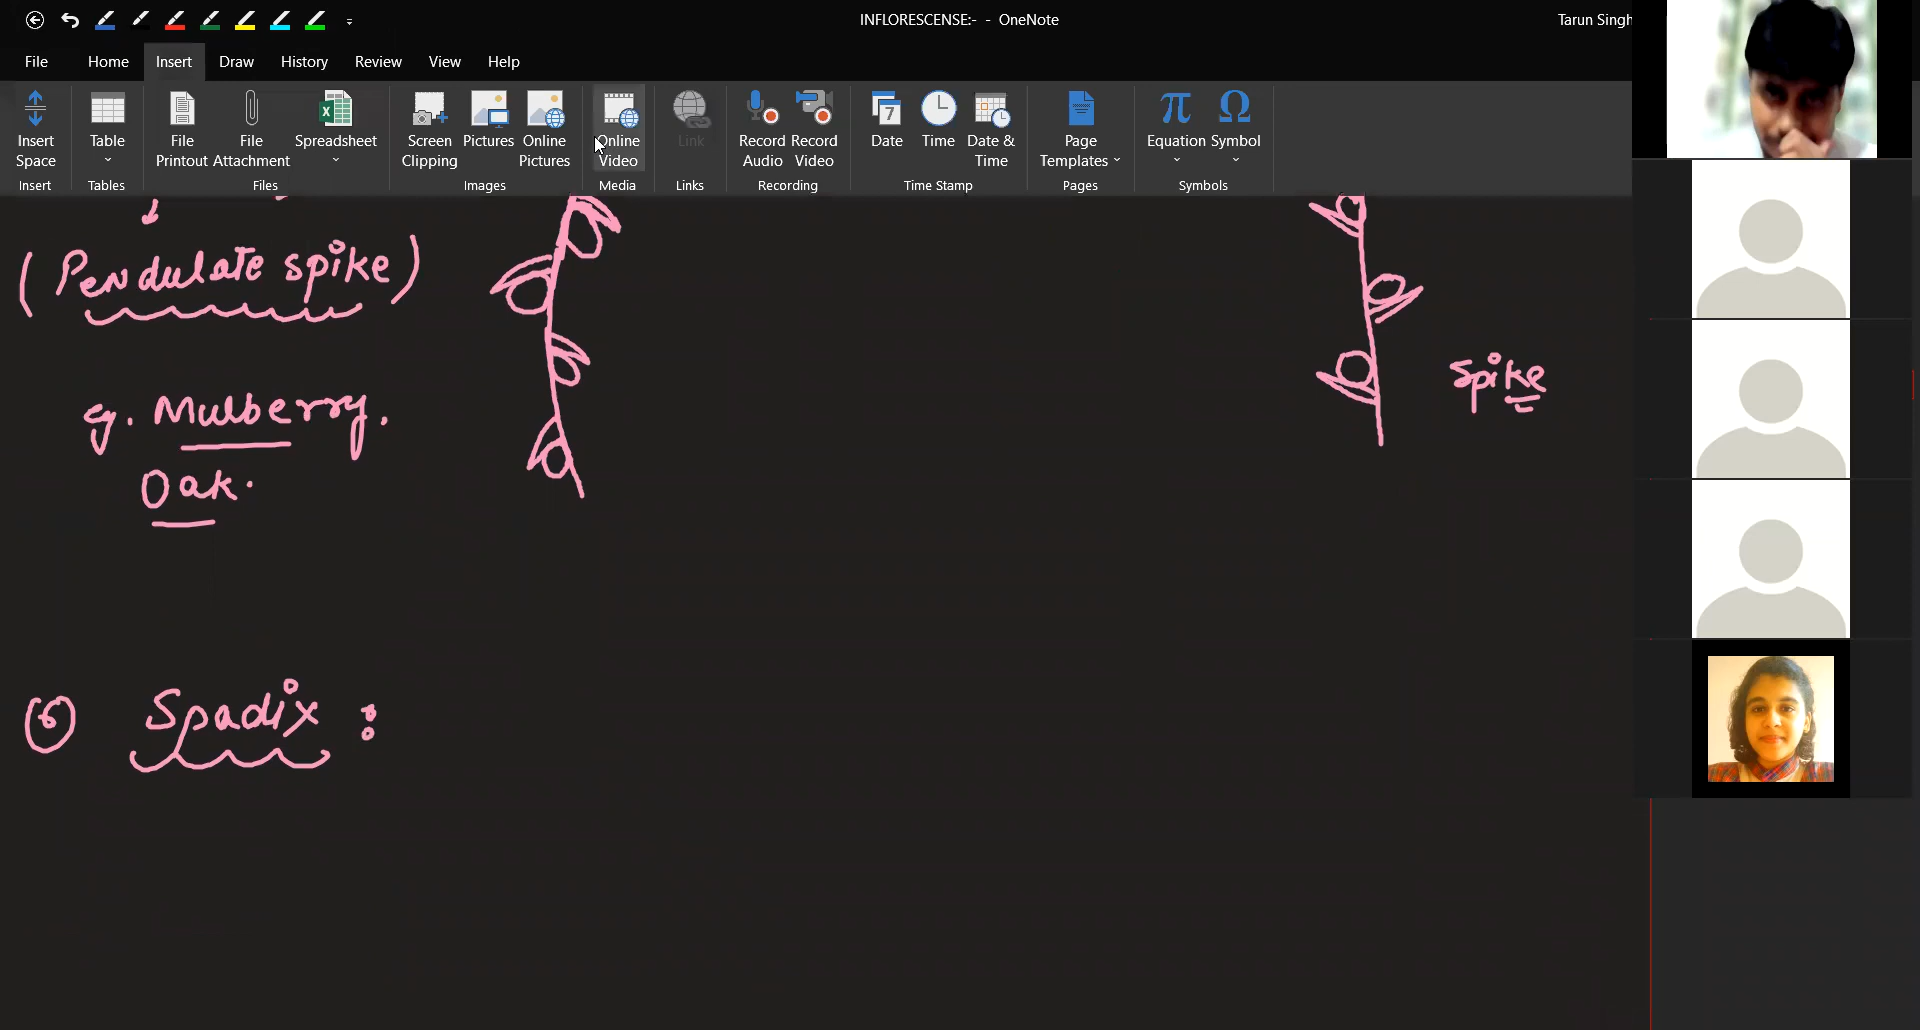 INFLORESCENSE:- - OneNote
Tarun Singh
File Home Insert Draw History Review View Help
Insert Space
Table
File Printout
File Attachment
Spreadsheet
Screen Clipping
Pictures
Online Pictures
Online Video
Link
Record Audio
Record Video
Date
Time
Date & Time
Page Templates
Equation
Symbol
Insert Tables Files Images Media Links Recording Time Stamp Pages Symbols
(Pendulate spike)
eg. Mulberry.
Oak.
Spike
6 Spadix :